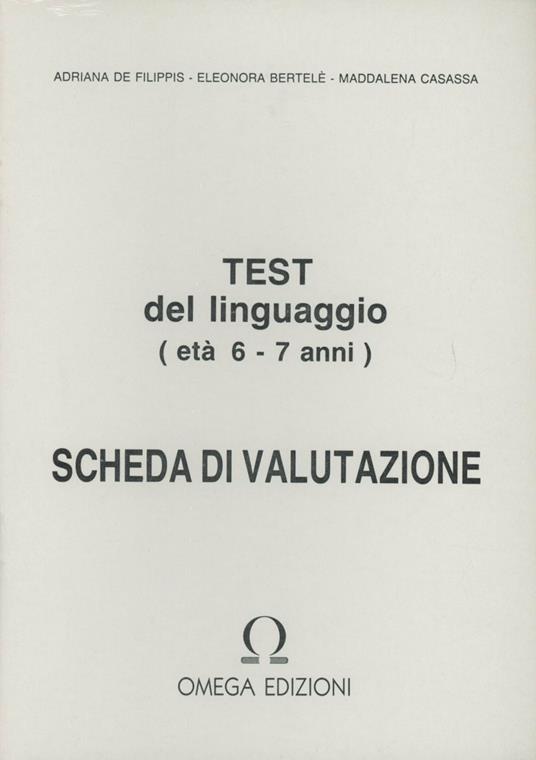 ADRIANA DE FILIPPIS - ELEONORA BERTELÈ - MADDALENA CASASSA
TEST
del linguaggio
( età 6 - 7 anni )
SCHEDA DI VALUTAZIONE
OMEGA EDIZIONI